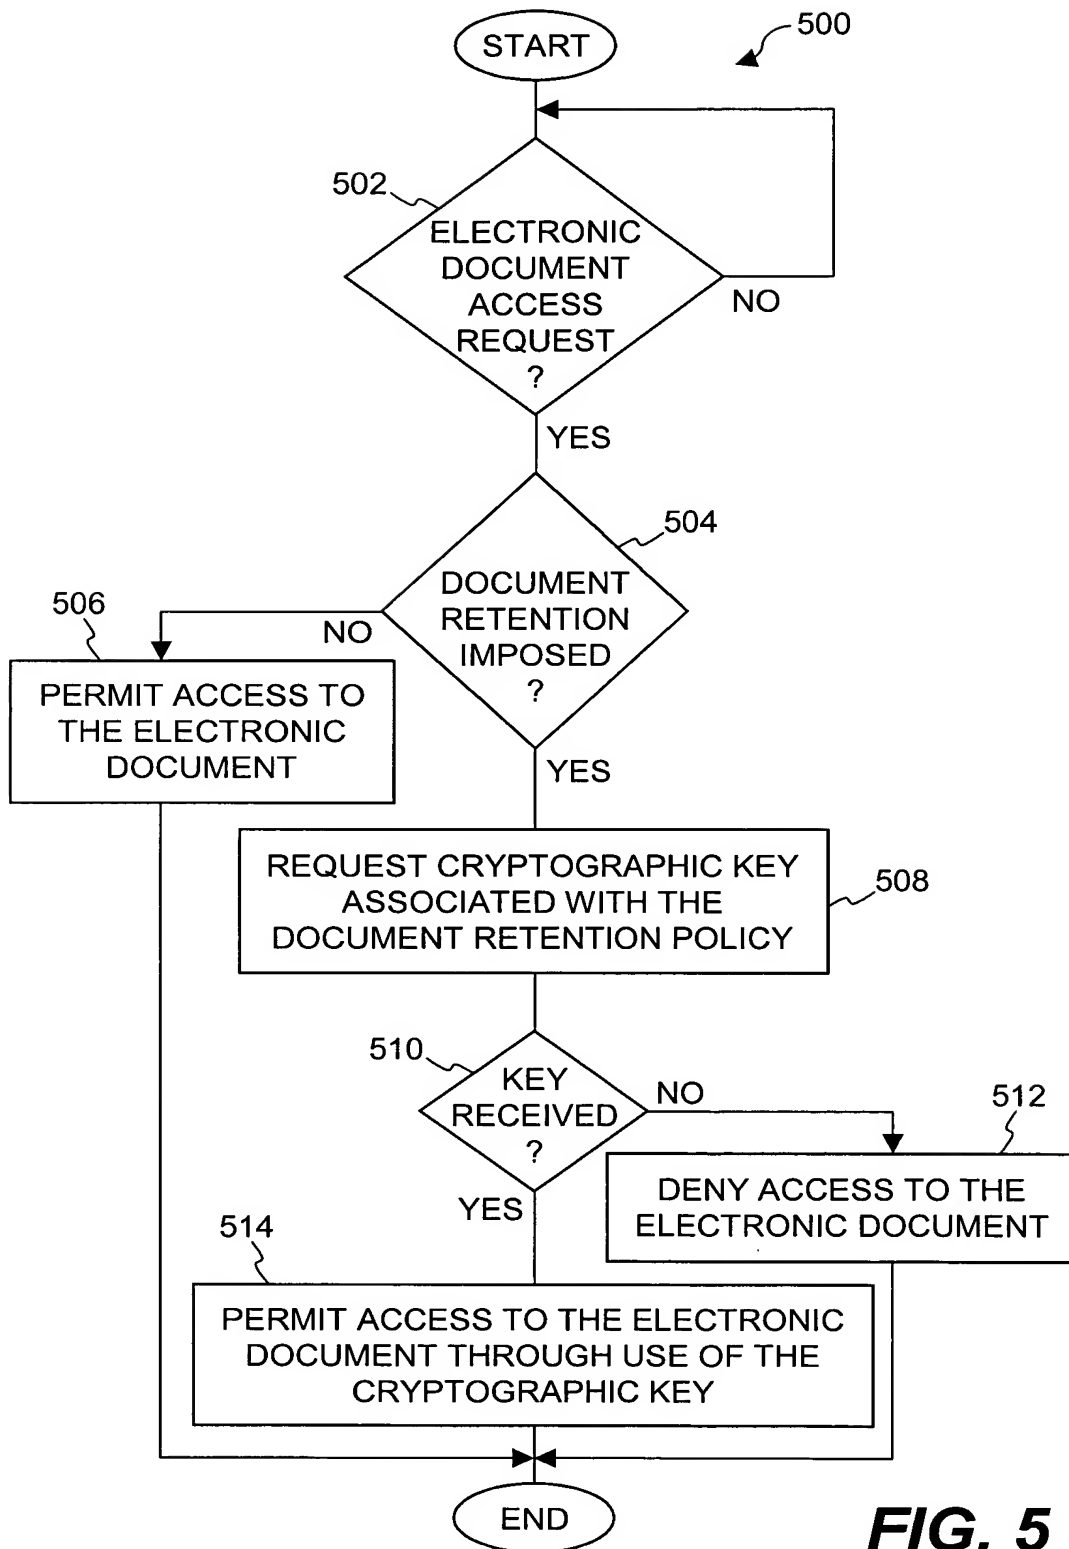 START
500
502
ELECTRONIC
DOCUMENT
ACCESS
REQUEST
?
NO
YES
504
DOCUMENT
RETENTION
IMPOSED
?
NO
506
PERMIT ACCESS TO
THE ELECTRONIC
DOCUMENT
YES
REQUEST CRYPTOGRAPHIC KEY
ASSOCIATED WITH THE
DOCUMENT RETENTION POLICY
508
510
KEY
RECEIVED
?
NO
512
DENY ACCESS TO THE
ELECTRONIC DOCUMENT
YES
514
PERMIT ACCESS TO THE ELECTRONIC
DOCUMENT THROUGH USE OF THE
CRYPTOGRAPHIC KEY
END
FIG. 5